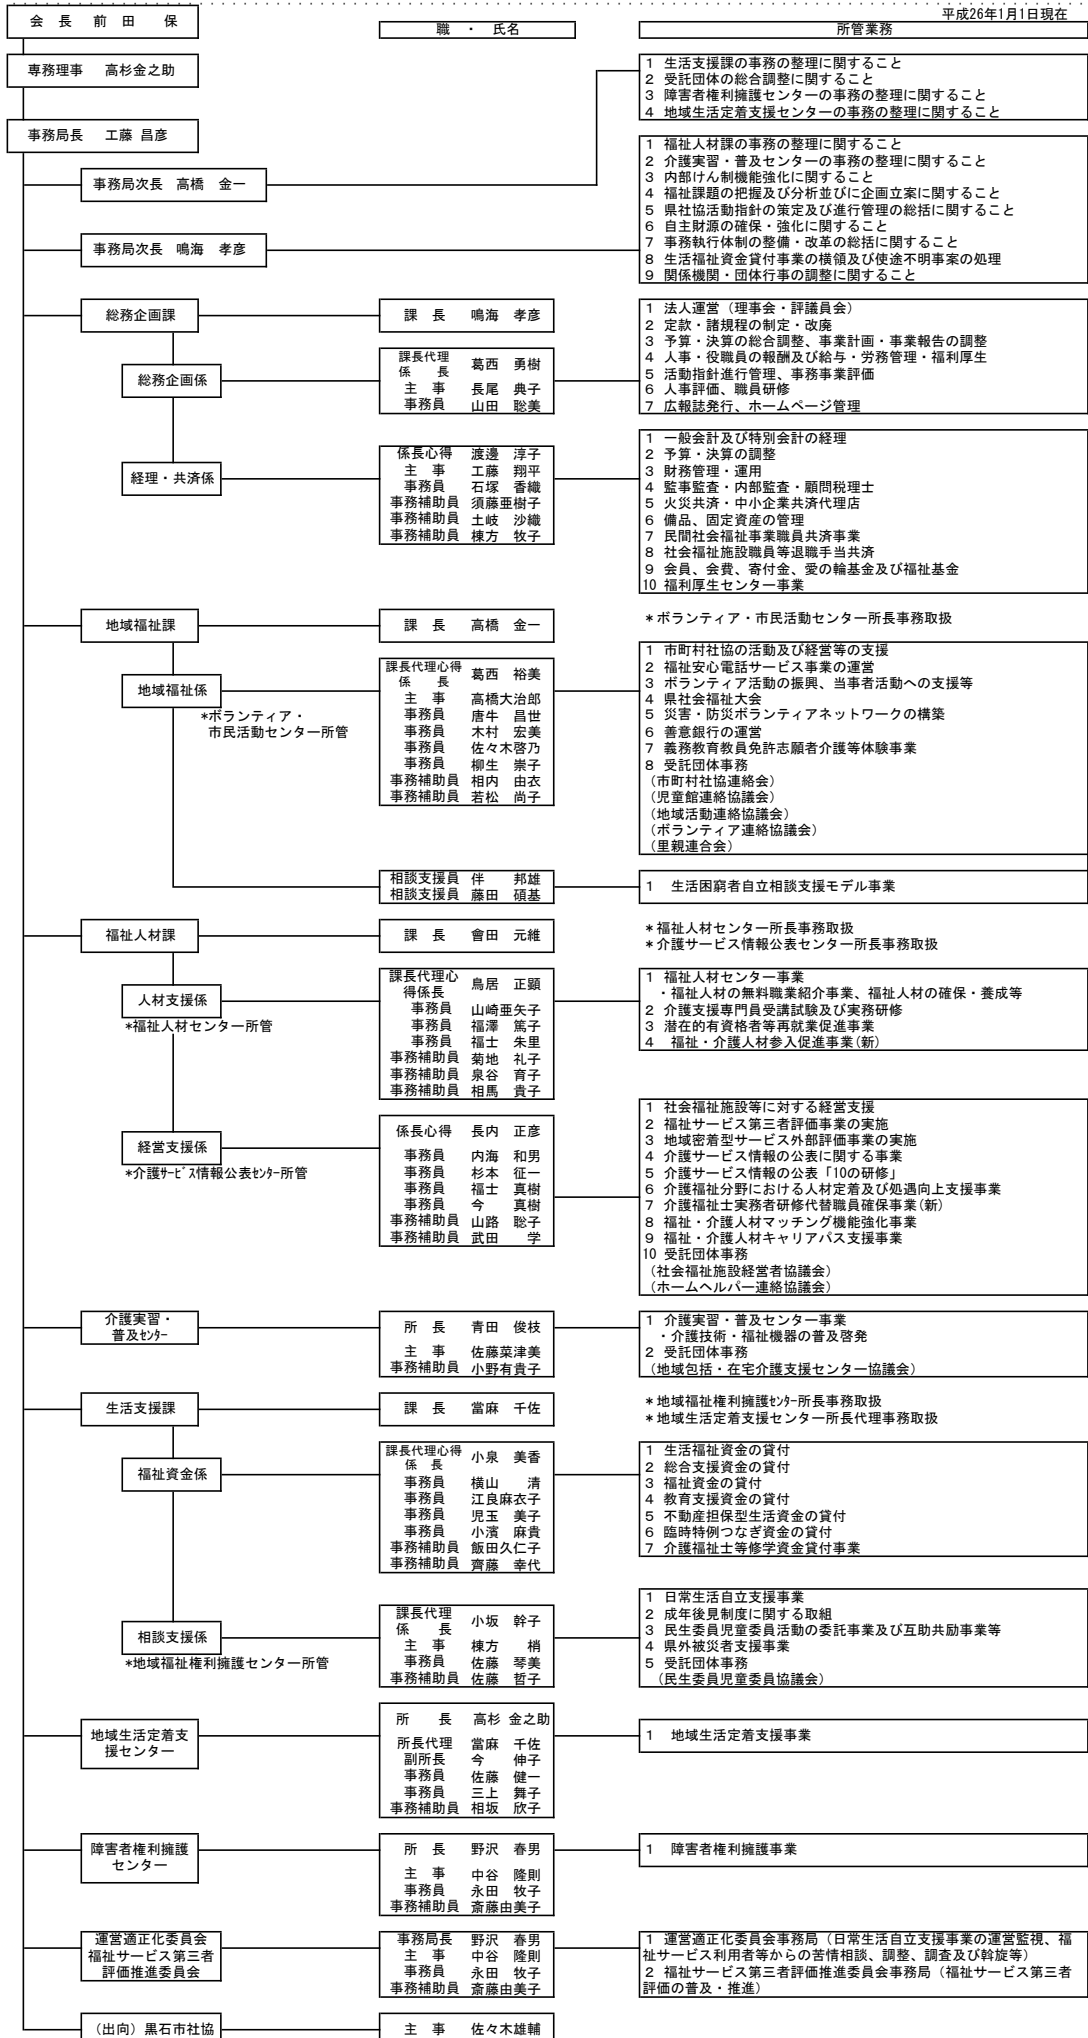 平成26年1月1日現在
会　長　前　田　　保
職　・　氏名
所管業務
専務理事　高杉金之助
事務局長　工藤 昌彦
事務局次長　高橋　金一
1 生活支援課の事務の整理に関すること
2 受託団体の総合調整に関すること
3 障害者権利擁護センターの事務の整理に関すること
4 地域生活定着支援センターの事務の整理に関すること
事務局次長　鳴海　孝彦
1 福祉人材課の事務の整理に関すること
2 介護実習・普及センターの事務の整理に関すること
3 内部けん制機能強化に関すること
4 福祉課題の把握及び分析並びに企画立案に関すること
5 県社協活動指針の策定及び進行管理の総括に関すること
6 自主財源の確保・強化に関すること
7 事務執行体制の整備・改革の総括に関すること
8 生活福祉資金貸付事業の横領及び使途不明事案の処理
9 関係機関・団体行事の調整に関すること
総務企画課
課　長　鳴海　孝彦
総務企画係
課長代理
係　長　葛西　勇樹
主　事　長尾　典子
事務員　山田　聡美
1 法人運営（理事会・評議員会）
2 定款・諸規程の制定・改廃
3 予算・決算の総合調整、事業計画・事業報告の調整
4 人事・役職員の報酬及び給与・労務管理・福利厚生
5 活動指針進行管理、事務事業評価
6 人事評価、職員研修
7 広報誌発行、ホームページ管理
経理・共済係
係長心得　渡邊　淳子
主　事　工藤　翔平
事務員　石塚　香織
事務補助員　須藤亜樹子
事務補助員　土岐　沙織
事務補助員　棟方　牧子
1 一般会計及び特別会計の経理
2 予算・決算の調整
3 財務管理・運用
4 監事監査・内部監査・顧問税理士
5 火災共済・中小企業共済代理店
6 備品、固定資産の管理
7 民間社会福祉事業職員共済事業
8 社会福祉施設職員等退職手当共済
9 会員、会費、寄付金、愛の輪基金及び福祉基金
10 福利厚生センター事業
地域福祉課
課　長　高橋　金一
＊ボランティア・市民活動センター所長事務取扱
地域福祉係
*ボランティア・
市民活動センター所管
課長代理心得
係　長　葛西　裕美
主　事　高橋大治郎
事務員　唐牛　昌世
事務員　木村　宏美
事務員　佐々木啓乃
事務員　柳生　崇子
事務補助員　相内　由衣
事務補助員　若松　尚子
1 市町村社協の活動及び経営等の支援
2 福祉安心電話サービス事業の運営
3 ボランティア活動の振興、当事者活動への支援等
4 県社会福祉大会
5 災害・防災ボランティアネットワークの構築
6 善意銀行の運営
7 義務教育教員免許志願者介護等体験事業
8 受託団体事務
（市町村社協連絡会）
（児童館連絡協議会）
（地域活動連絡協議会）
（ボランティア連絡協議会）
（里親連合会）
相談支援員　伴　　邦雄
相談支援員　藤田　碩基
1　生活困窮者自立相談支援モデル事業
福祉人材課
課　長　會田　元維
＊福祉人材センター所長事務取扱
＊介護サービス情報公表センター所長事務取扱
人材支援係
*福祉人材センター所管
課長代理心
得係長　鳥居　正顕
事務員　山崎亜矢子
事務員　福澤　篤子
事務員　福士　朱里
事務補助員　菊地　礼子
事務補助員　泉谷　育子
事務補助員　相馬　貴子
1 福祉人材センター事業
・福祉人材の無料職業紹介事業、福祉人材の確保・養成等
2 介護支援専門員受講試験及び実務研修
3 潜在的有資格者等再就業促進事業
4　福祉・介護人材参入促進事業(新)
経営支援係
*介護ｻｰﾋﾞｽ情報公表ｾﾝﾀｰ所管
係長心得　長内　正彦
事務員　内海　和男
事務員　杉本　征一
事務員　福士　真樹
事務員　今　　真樹
事務補助員　山路　聡子
事務補助員　武田　　学
1 社会福祉施設等に対する経営支援
2 福祉サービス第三者評価事業の実施
3 地域密着型サービス外部評価事業の実施
4 介護サービス情報の公表に関する事業
5 介護サービス情報の公表「10の研修」
6 介護福祉分野における人材定着及び処遇向上支援事業
7 介護福祉士実務者研修代替職員確保事業(新)
8 福祉・介護人材マッチング機能強化事業
9 福祉・介護人材キャリアパス支援事業
10 受託団体事務
（社会福祉施設経営者協議会）
（ホームヘルパー連絡協議会）
介護実習・
普及ｾﾝﾀｰ
所　長　青田　俊枝
主　事　佐藤菜津美
事務補助員　小野有貴子
1 介護実習・普及センター事業
・介護技術・福祉機器の普及啓発
2 受託団体事務
（地域包括・在宅介護支援センター協議会）
生活支援課
課　長　當麻　千佐
＊地域福祉権利擁護ｾﾝﾀｰ所長事務取扱
＊地域生活定着支援センター所長代理事務取扱
福祉資金係
課長代理心得
係　長　小泉　美香
事務員　横山　　清
事務員　江良麻衣子
事務員　児玉　美子
事務員　小濱　麻貴
事務補助員　飯田久仁子
事務補助員　齊藤　幸代
1 生活福祉資金の貸付
2 総合支援資金の貸付
3 福祉資金の貸付
4 教育支援資金の貸付
5 不動産担保型生活資金の貸付
6 臨時特例つなぎ資金の貸付
7 介護福祉士等修学資金貸付事業
相談支援係
*地域福祉権利擁護センター所管
課長代理
係　長　小坂　幹子
主　事　棟方　　梢
事務員　佐藤　琴美
事務補助員　佐藤　哲子
1 日常生活自立支援事業
2 成年後見制度に関する取組
3 民生委員児童委員活動の委託事業及び互助共励事業等
4 県外被災者支援事業
5 受託団体事務
（民生委員児童委員協議会）
地域生活定着支
援センター
所　　長　高杉 金之助
所長代理　當麻　千佐
副所長　今　　伸子
事務員　佐藤　健一
事務員　三上　舞子
事務補助員　相坂　欣子
1　地域生活定着支援事業
障害者権利擁護
センター
所　長　野沢　春男
主　事　中谷　隆則
事務員　永田　牧子
事務補助員　斎藤由美子
1　障害者権利擁護事業
運営適正化委員会
福祉サービス第三者
評価推進委員会
事務局長　野沢　春男
主　事　中谷　隆則
事務員　永田　牧子
事務補助員　斎藤由美子
1　運営適正化委員会事務局（日常生活自立支援事業の運営監視、福
祉サービス利用者等からの苦情相談、調整、調査及び斡旋等）
2　福祉サービス第三者評価推進委員会事務局（福祉サービス第三者
評価の普及・推進）
（出向）黒石市社協
主　事　佐々木雄輔